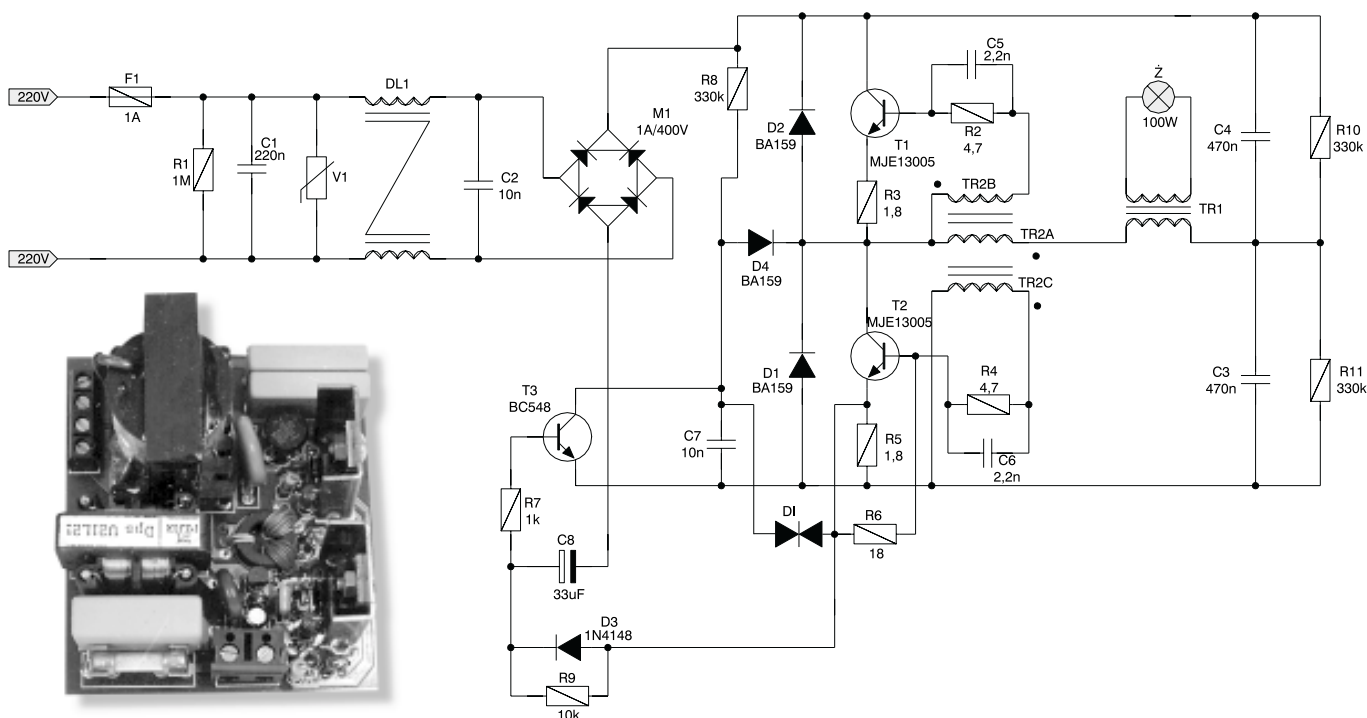 220V
F1
1A
R1
1M
C1
220n
V1
DL1
C2
10n
M1
1A/400V
R8
330k
D2
BA159
C5
2,2n
R2
4,7
T1
MJE13005
R3
1,8
TR2B
TR2A
TR2C
Ż
100W
TR1
C4
470n
R10
330k
220V
D4
BA159
T2
MJE13005
D1
BA159
R4
4,7
C6
2,2n
C3
470n
R11
330k
T3
BC548
C7
10n
R5
1,8
R7
1k
DI
R6
18
C8
33uF
D3
1N4148
R9
10k